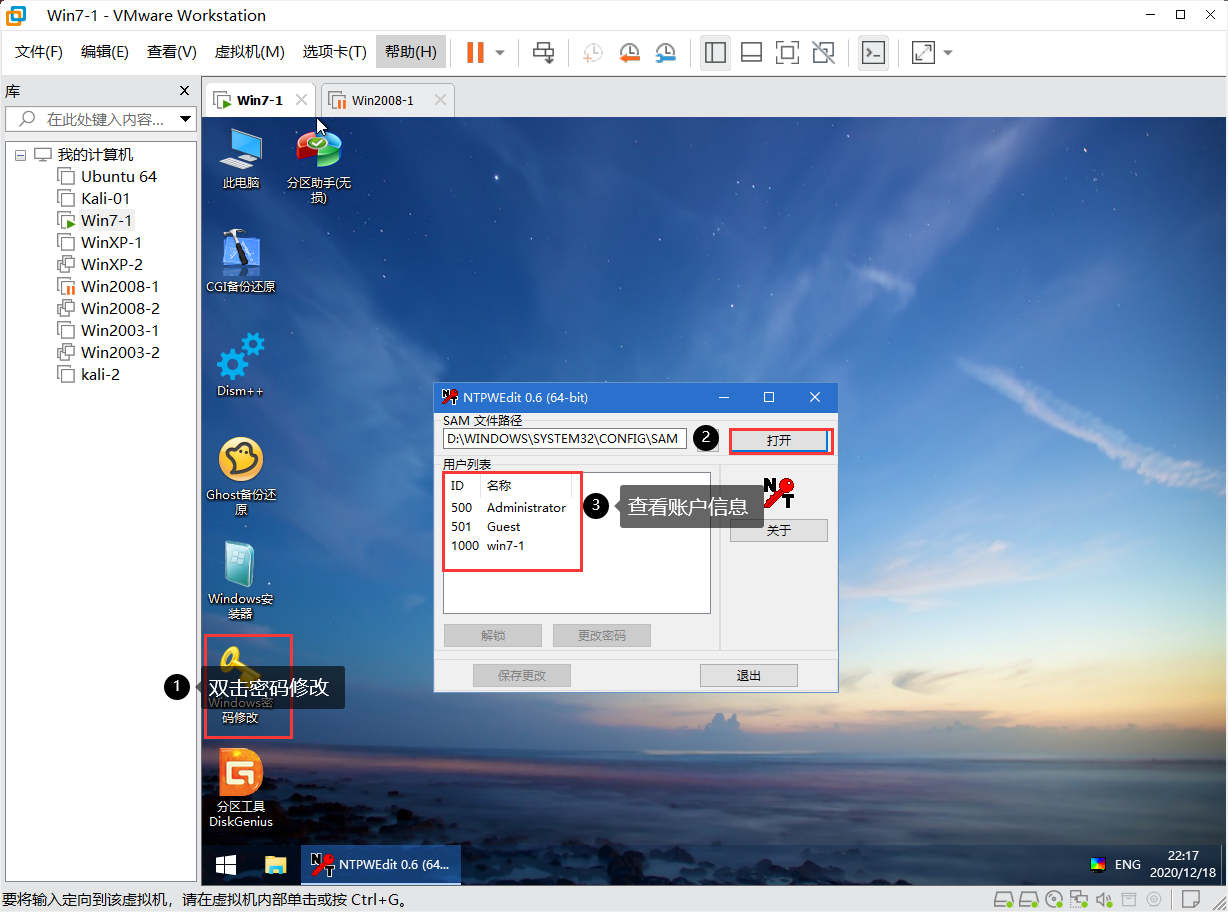 Win7-1 - VMware Workstation
文件(F) 编辑(E) 查看(V) 虚拟机(M) 选项卡(T) 帮助(H)
库
在此处键入内容...
我的计算机
Ubuntu 64
Kali-01
Win7-1
WinXP-1
WinXP-2
Win2008-1
Win2008-2
Win2003-1
Win2003-2
kali-2
Win7-1
Win2008-1
此电脑
分区助手(无
损)
CGI备份还原
Dism++
Ghost备份还
原
Windows安
装器
1
双击密码修改
Windows密
码修改
分区工具
DiskGenius
NTPWEdit 0.6 (64-bit)
SAM 文件路径
D:\WINDOWS\SYSTEM32\CONFIG\SAM
2
打开
用户列表
ID 名称
500 Administrator
501 Guest
1000 win7-1
3
查看账户信息
N T
关于
解锁
更改密码
保存更改
退出
NTPWEdit 0.6 (64...
ENG
22:17
2020/12/18
要将输入定向到该虚拟机，请在虚拟机内部单击或按 Ctrl+G。